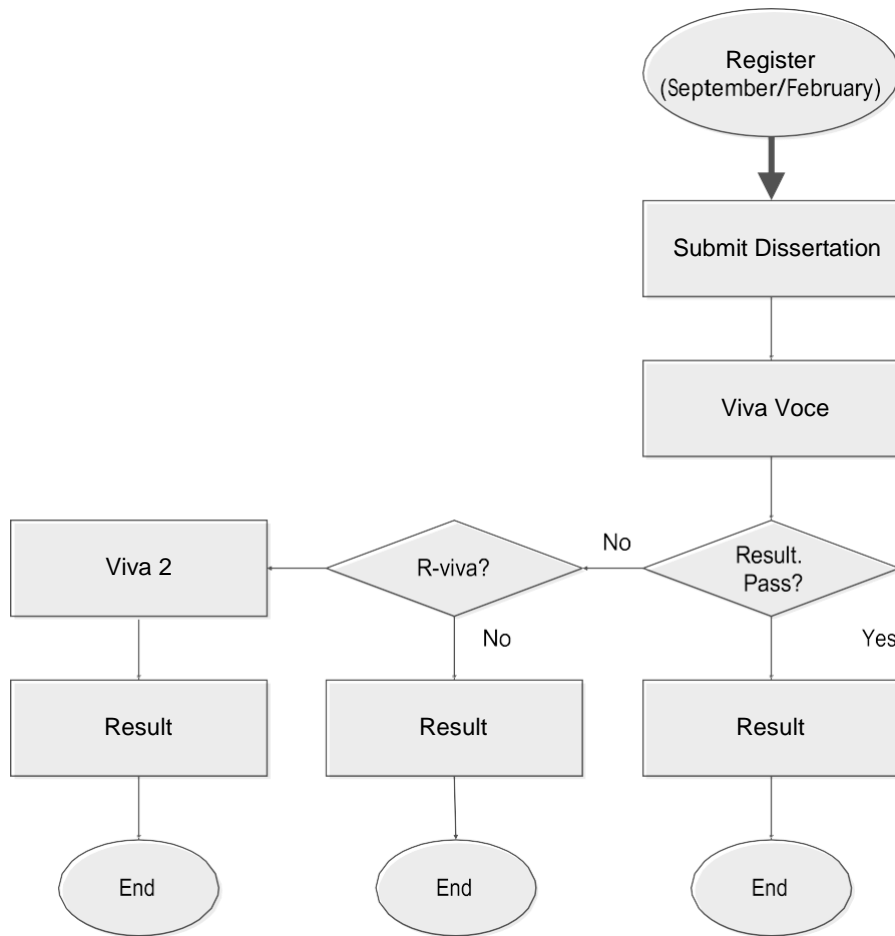 Register
(September/February)
Submit Dissertation
Viva Voce
No
Result.
Pass?
R-viva?
Viva 2
No
Yes
Result
Result
Result
End
End
End